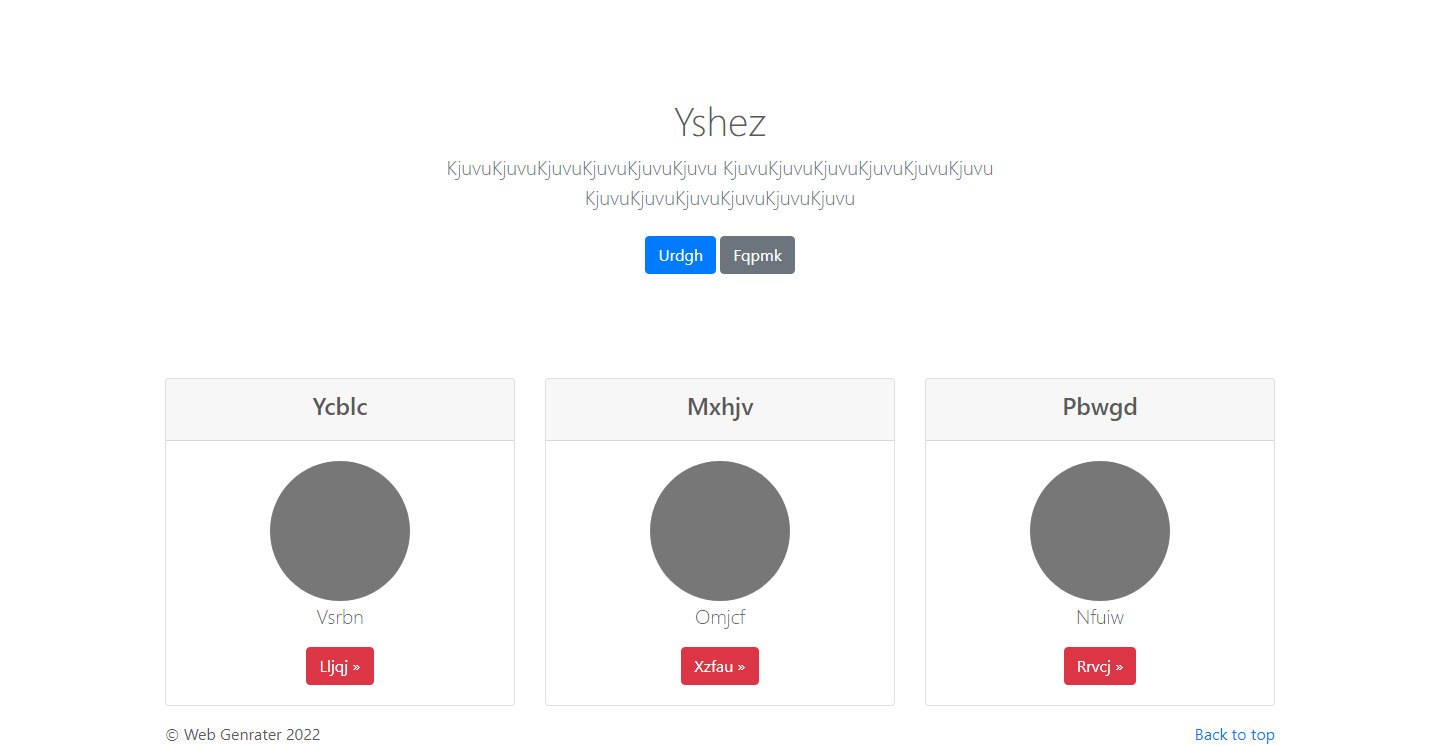 Yshez
KjuvuKjuvuKjuvuKjuvuKjuvuKjuvu KjuvuKjuvuKjuvuKjuvuKjuvuKjuvu
KjuvuKjuvuKjuvuKjuvuKjuvuKjuvu
Urdgh Fqpmk
Ycblc
Vsrbn
Lljqj »
Mxhjv
Omjcf
Xzfau »
Pbwgd
Nfuiw
Rrvcj »
© Web Genrater 2022
Back to top